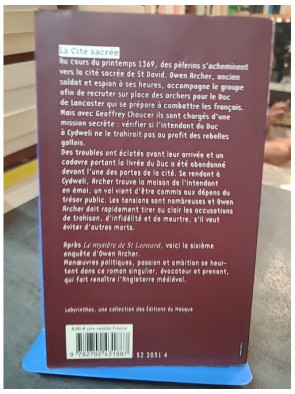 La Cité sacrée
Au cours du printemps 1369, des pèlerins s'acheminent
vers la cité sacrée de St David. Owen Archer, ancien
soldat et espion à ses heures, accompagne le groupe
afin de recruter sur place des archers pour le Duc
de Lancaster qui se prépare à combattre les français.
Mais avec Geoffrey Chaucer ils sont chargés d'une
mission secrète : vérifier si l'intendant du Duc
à Cydweli ne le trahirait pas au profit des rebelles
gallois.
Des troubles ont éclatés avant leur arrivée et un
cadavre portant la livrée du Duc a été abandonné
devant l'une des portes de la cité. Se rendant à
Cydweli, Archer trouve la maison de l'intendant
en émoi, un vol vient d'être commis aux dépens du
trésor public. Les tensions sont nombreuses et Owen
Archer doit rapidement tirer au clair les accusations
de trahison, d'infidélité et de meurtre, s'il veut
éviter d'autres morts.
Après Le mystère de St Leonard, voici la sixième
enquête d'Owen Archer.
Manœuvres politiques, passion et ambition se heur-
tent dans ce roman singulier, évocateur et prenant,
qui fait renaître l'Angleterre médiéval.
Labyrinthes, une collection des Éditions du Masque
8,00 € prix valable France
9 782702 431887
52 2031 4